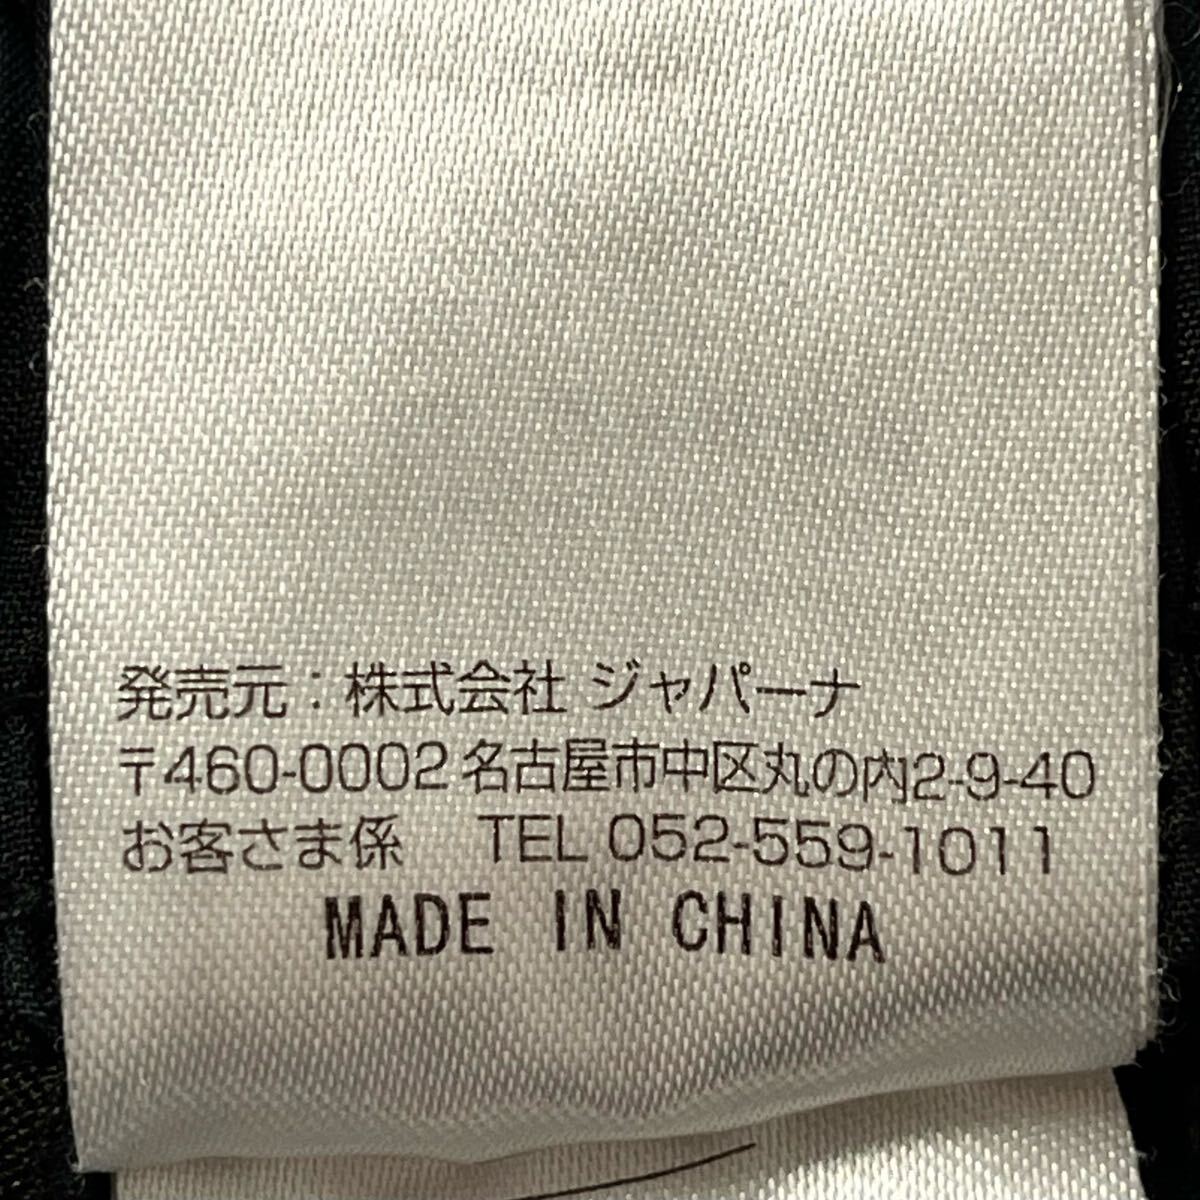 発売元：株式会社 ジャパーナ
〒460-0002 名古屋市中区丸の内2-9-40
お客さま係　TEL 052-559-1011
MADE IN CHINA